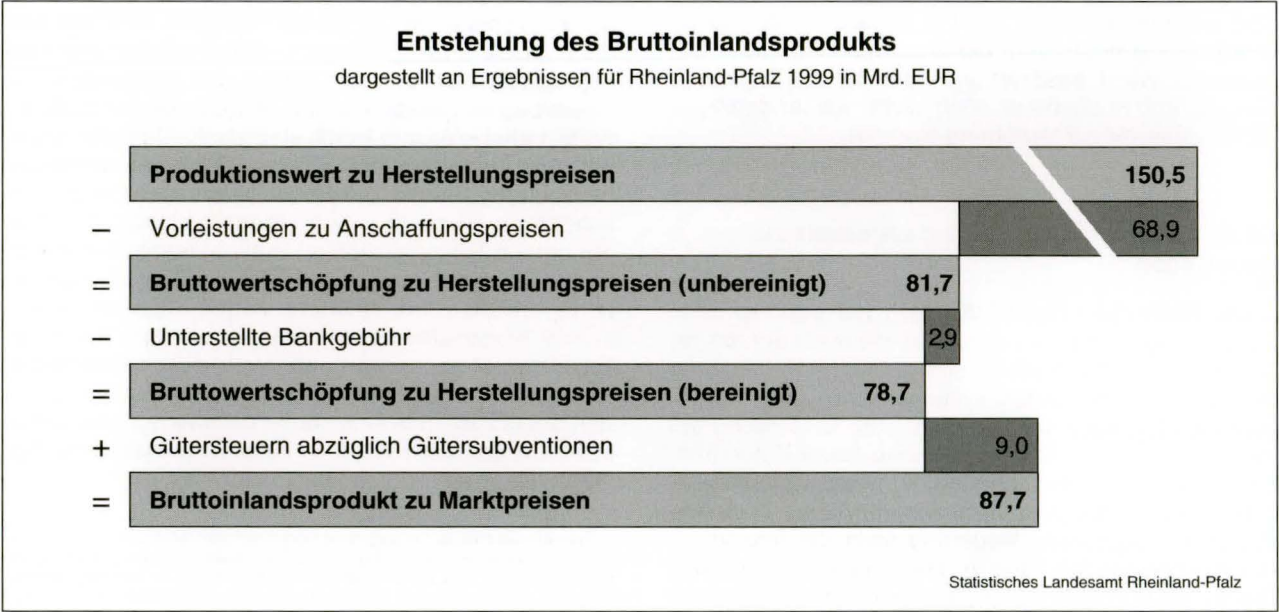 Entstehung des Bruttoinlandsprodukts
dargestellt an Ergebnissen für Rheinland-Pfalz 1999 in Mrd. EUR
Produktionswert zu Herstellungspreisen 150,5
– Vorleistungen zu Anschaffungspreisen 68,9
= Bruttowertschöpfung zu Herstellungspreisen (unbereinigt) 81,7
– Unterstellte Bankgebühr 2,9
= Bruttowertschöpfung zu Herstellungspreisen (bereinigt) 78,7
+ Gütersteuern abzüglich Gütersubventionen 9,0
= Bruttoinlandsprodukt zu Marktpreisen 87,7
Statistisches Landesamt Rheinland-Pfalz